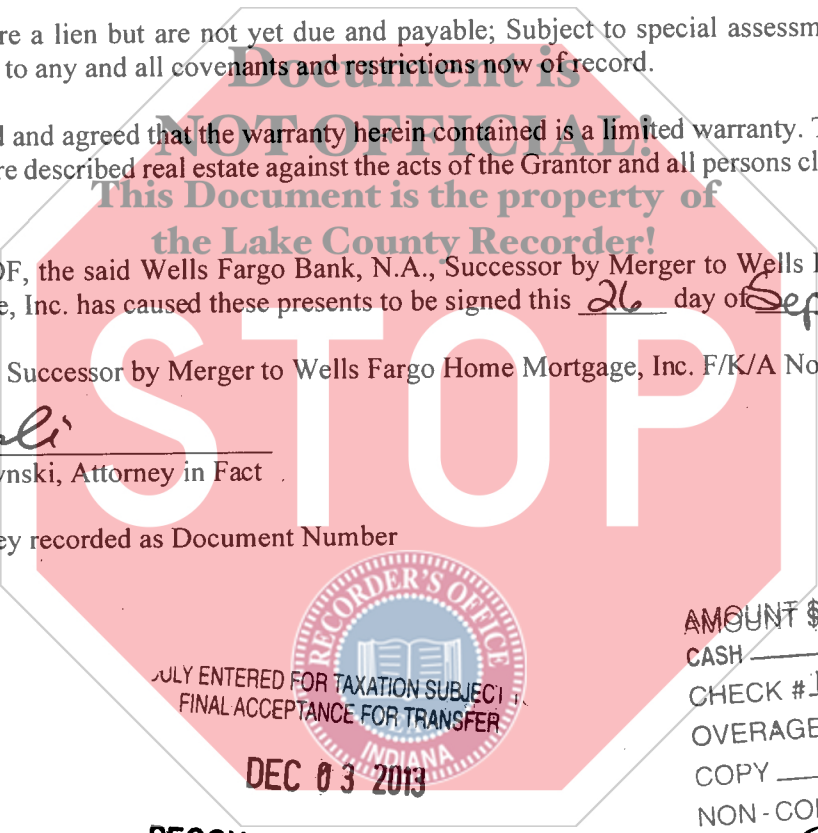 re a lien but are not yet due and payable; Subject to special assessm
to any and all covenants and restrictions now of record.
Document is
NOT OFFICIAL!
and agreed that the warranty herein contained is a limited warranty.
re described real estate against the acts of the Grantor and all persons cl
This Document is the property of
the Lake County Recorder!
OF, the said Wells Fargo Bank, N.A., Successor by Merger to Wells
e, Inc. has caused these presents to be signed this 26 day of Sep
STOP
Successor by Merger to Wells Fargo Home Mortgage, Inc. F/K/A No
ynski, Attorney in Fact
ey recorded as Document Number
RECORDER'S OFFICE
INDIANA
AMOUNT $
CASH
CHECK #
OVERAGE
COPY
NON-CO
ULY ENTERED FOR TAXATION SUBJECT
FINAL ACCEPTANCE FOR TRANSFER
DEC 03 2013